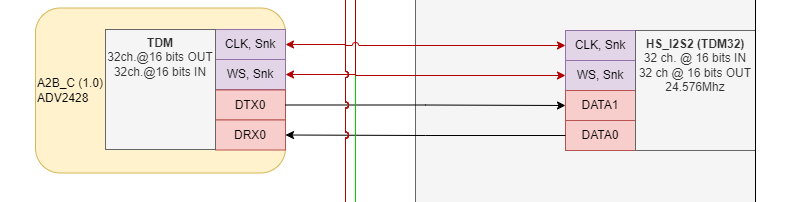 A2B_C (1.0)
ADV2428
TDM
32ch.@16 bits OUT
32ch.@16 bits IN
CLK, Snk
WS, Snk
DTX0
DRX0
CLK, Snk
WS, Snk
DATA1
DATA0
HS_I2S2 (TDM32)
32 ch. @ 16 bits IN
32 ch @ 16 bits OUT
24.576Mhz